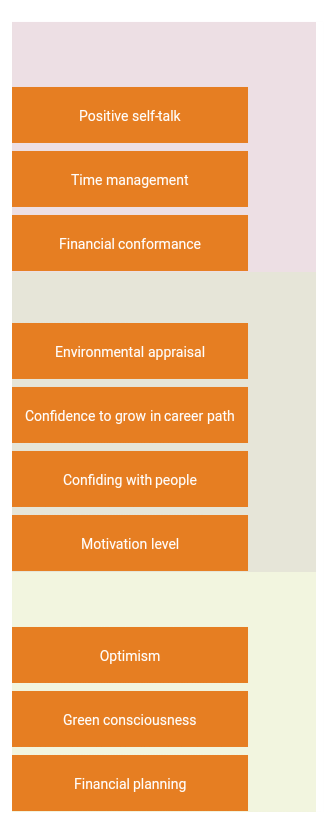 Positive self-talk
Time management
Financial conformance
Environmental appraisal
Confidence to grow in career path
Confiding with people
Motivation level
Optimism
Green consciousness
Financial planning